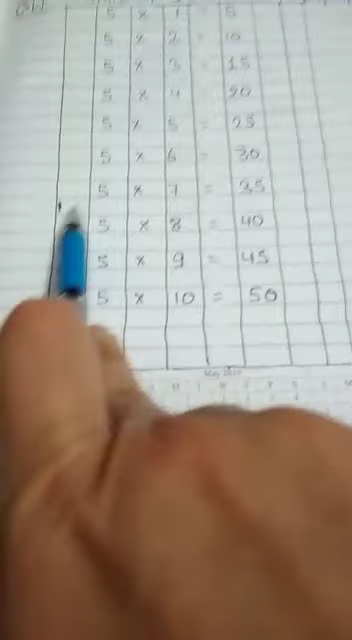 5 × 1 = 5
5 × 2 = 10
5 × 3 = 15
5 × 4 = 20
5 × 5 = 25
5 × 6 = 30
5 × 7 = 35
5 × 8 = 40
5 × 9 = 45
5 × 10 = 50